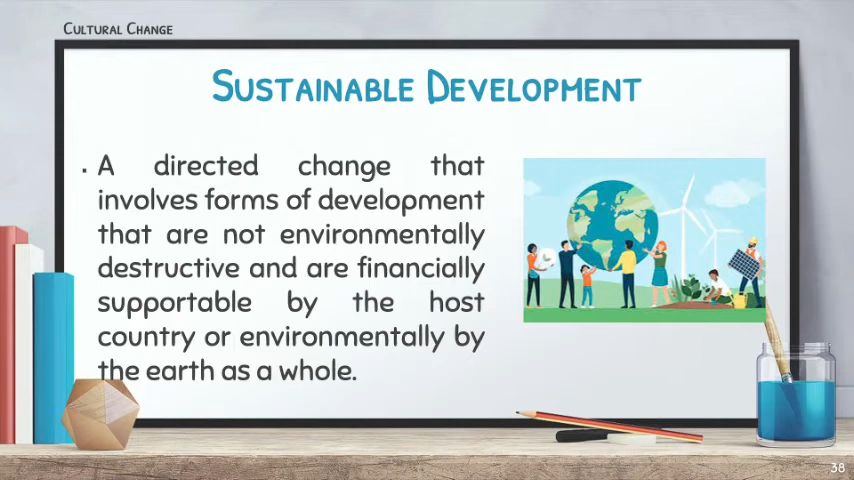 Cultural Change
Sustainable Development
. A directed change that
involves forms of development
that are not environmentally
destructive and are financially
supportable by the host
country or environmentally by
the earth as a whole.
38